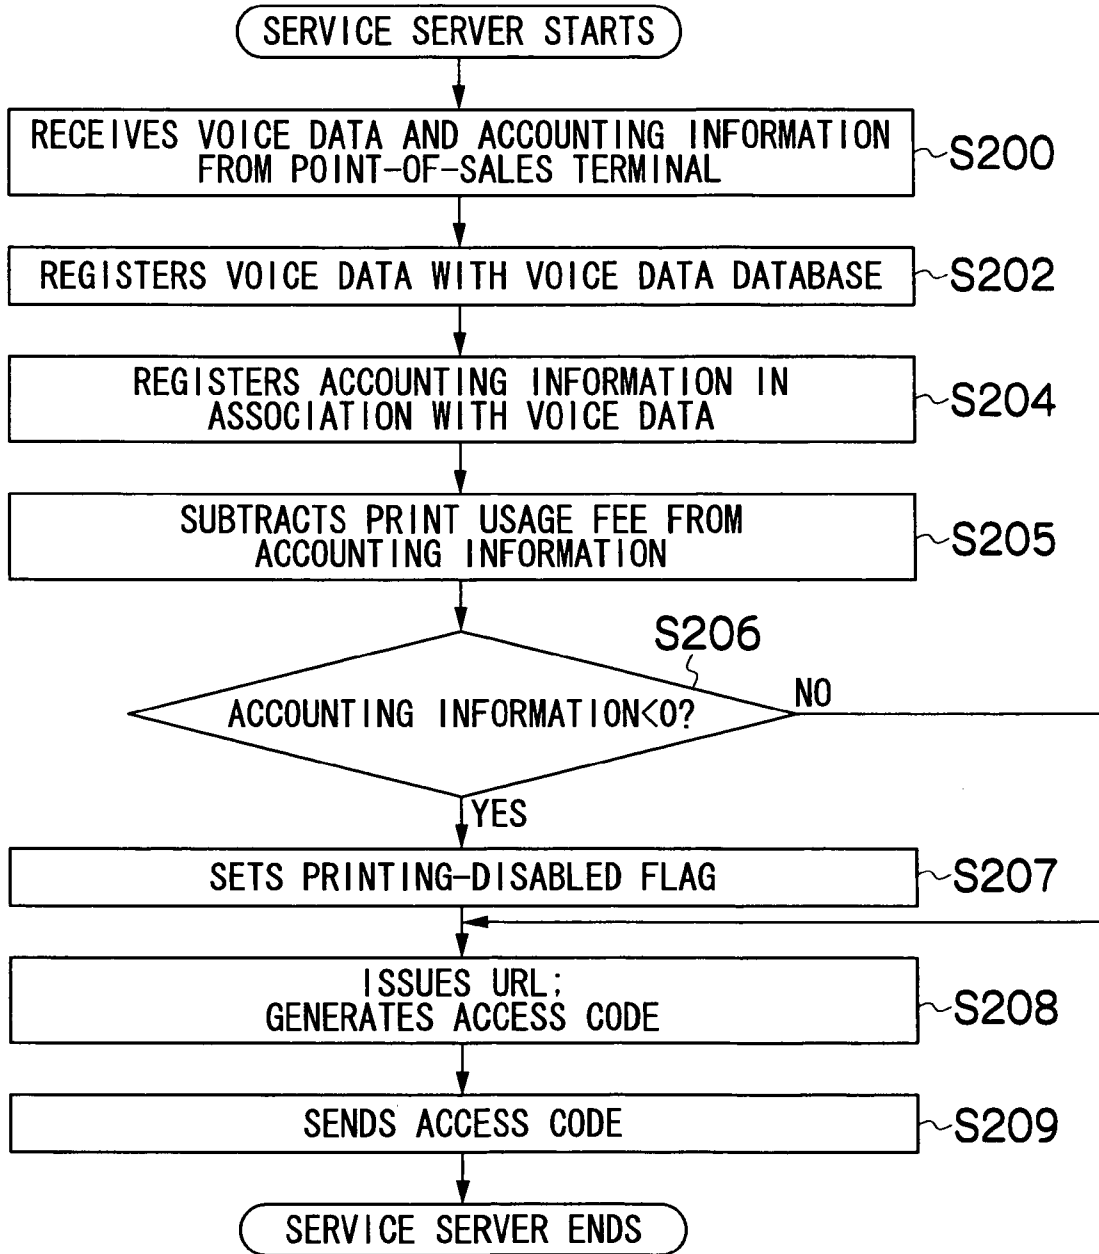 SERVICE SERVER STARTS
RECEIVES VOICE DATA AND ACCOUNTING INFORMATION
FROM POINT-OF-SALES TERMINAL
S200
REGISTERS VOICE DATA WITH VOICE DATA DATABASE
S202
REGISTERS ACCOUNTING INFORMATION IN
ASSOCIATION WITH VOICE DATA
S204
SUBTRACTS PRINT USAGE FEE FROM
ACCOUNTING INFORMATION
S205
S206
ACCOUNTING INFORMATION<0?
NO
YES
SETS PRINTING-DISABLED FLAG
S207
ISSUES URL;
GENERATES ACCESS CODE
S208
SENDS ACCESS CODE
S209
SERVICE SERVER ENDS